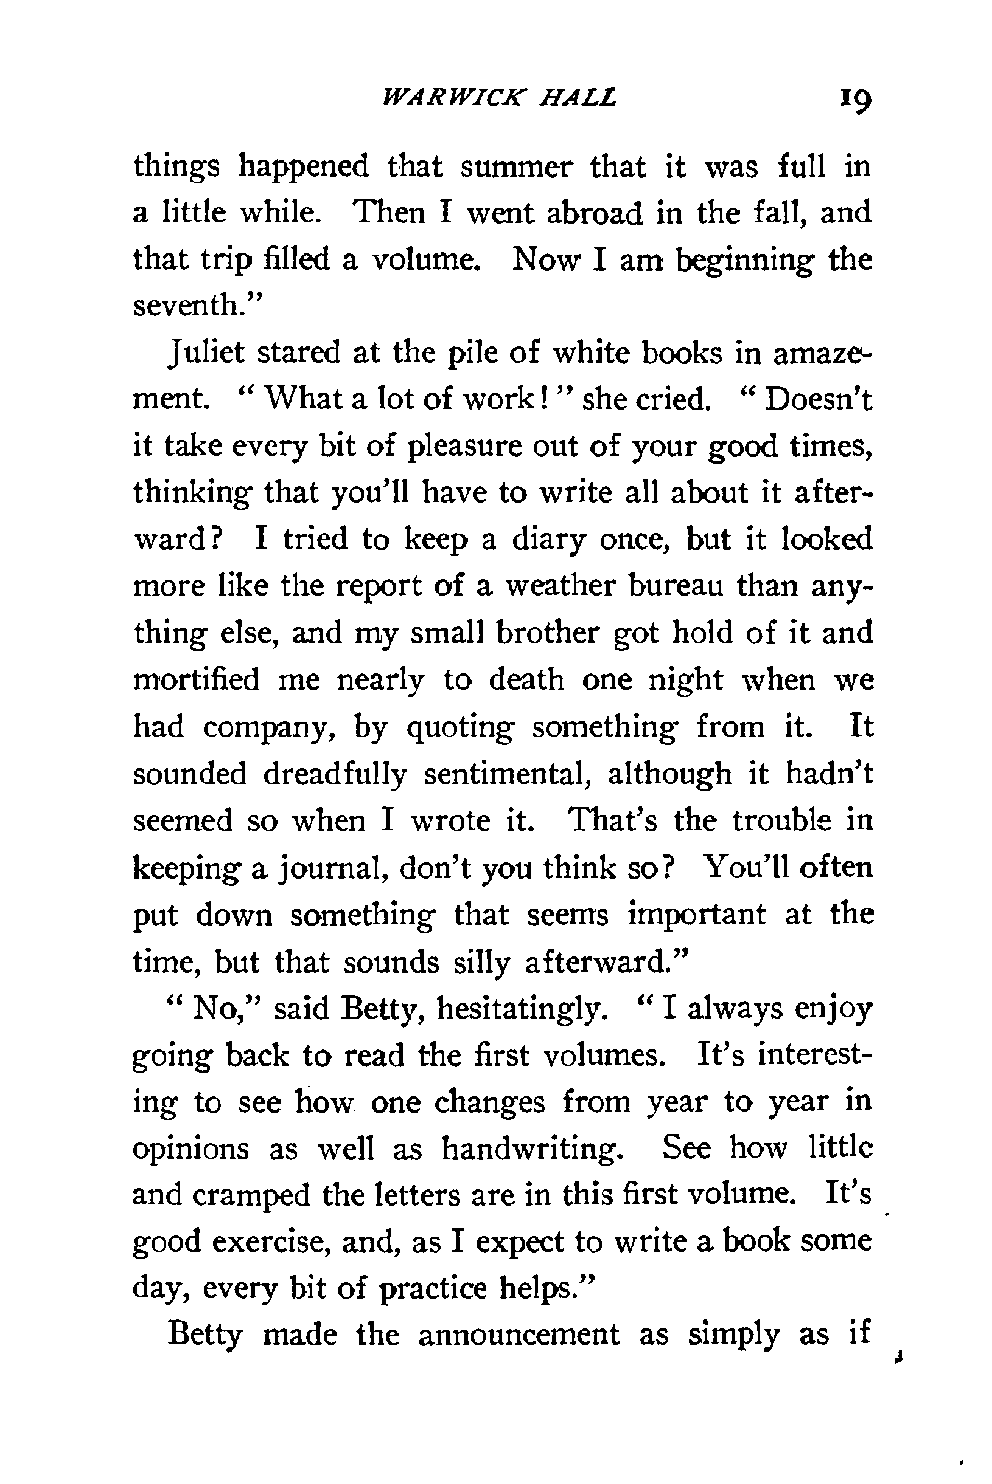 WARWICK HALL 19
things happened that summer that it was full in
a little while. Then I went abroad in the fall, and
that trip filled a volume. Now I am beginning the
seventh."
Juliet stared at the pile of white books in amaze-
ment. "What a lot of work!" she cried. "Doesn't
it take every bit of pleasure out of your good times,
thinking that you'll have to write all about it after-
ward? I tried to keep a diary once, but it looked
more like the report of a weather bureau than any-
thing else, and my small brother got hold of it and
mortified me nearly to death one night when we
had company, by quoting something from it. It
sounded dreadfully sentimental, although it hadn't
seemed so when I wrote it. That's the trouble in
keeping a journal, don't you think so? You'll often
put down something that seems important at the
time, but that sounds silly afterward."
"No," said Betty, hesitatingly. "I always enjoy
going back to read the first volumes. It's interest-
ing to see how one changes from year to year in
opinions as well as handwriting. See how little
and cramped the letters are in this first volume. It's
good exercise, and, as I expect to write a book some
day, every bit of practice helps."
Betty made the announcement as simply as if